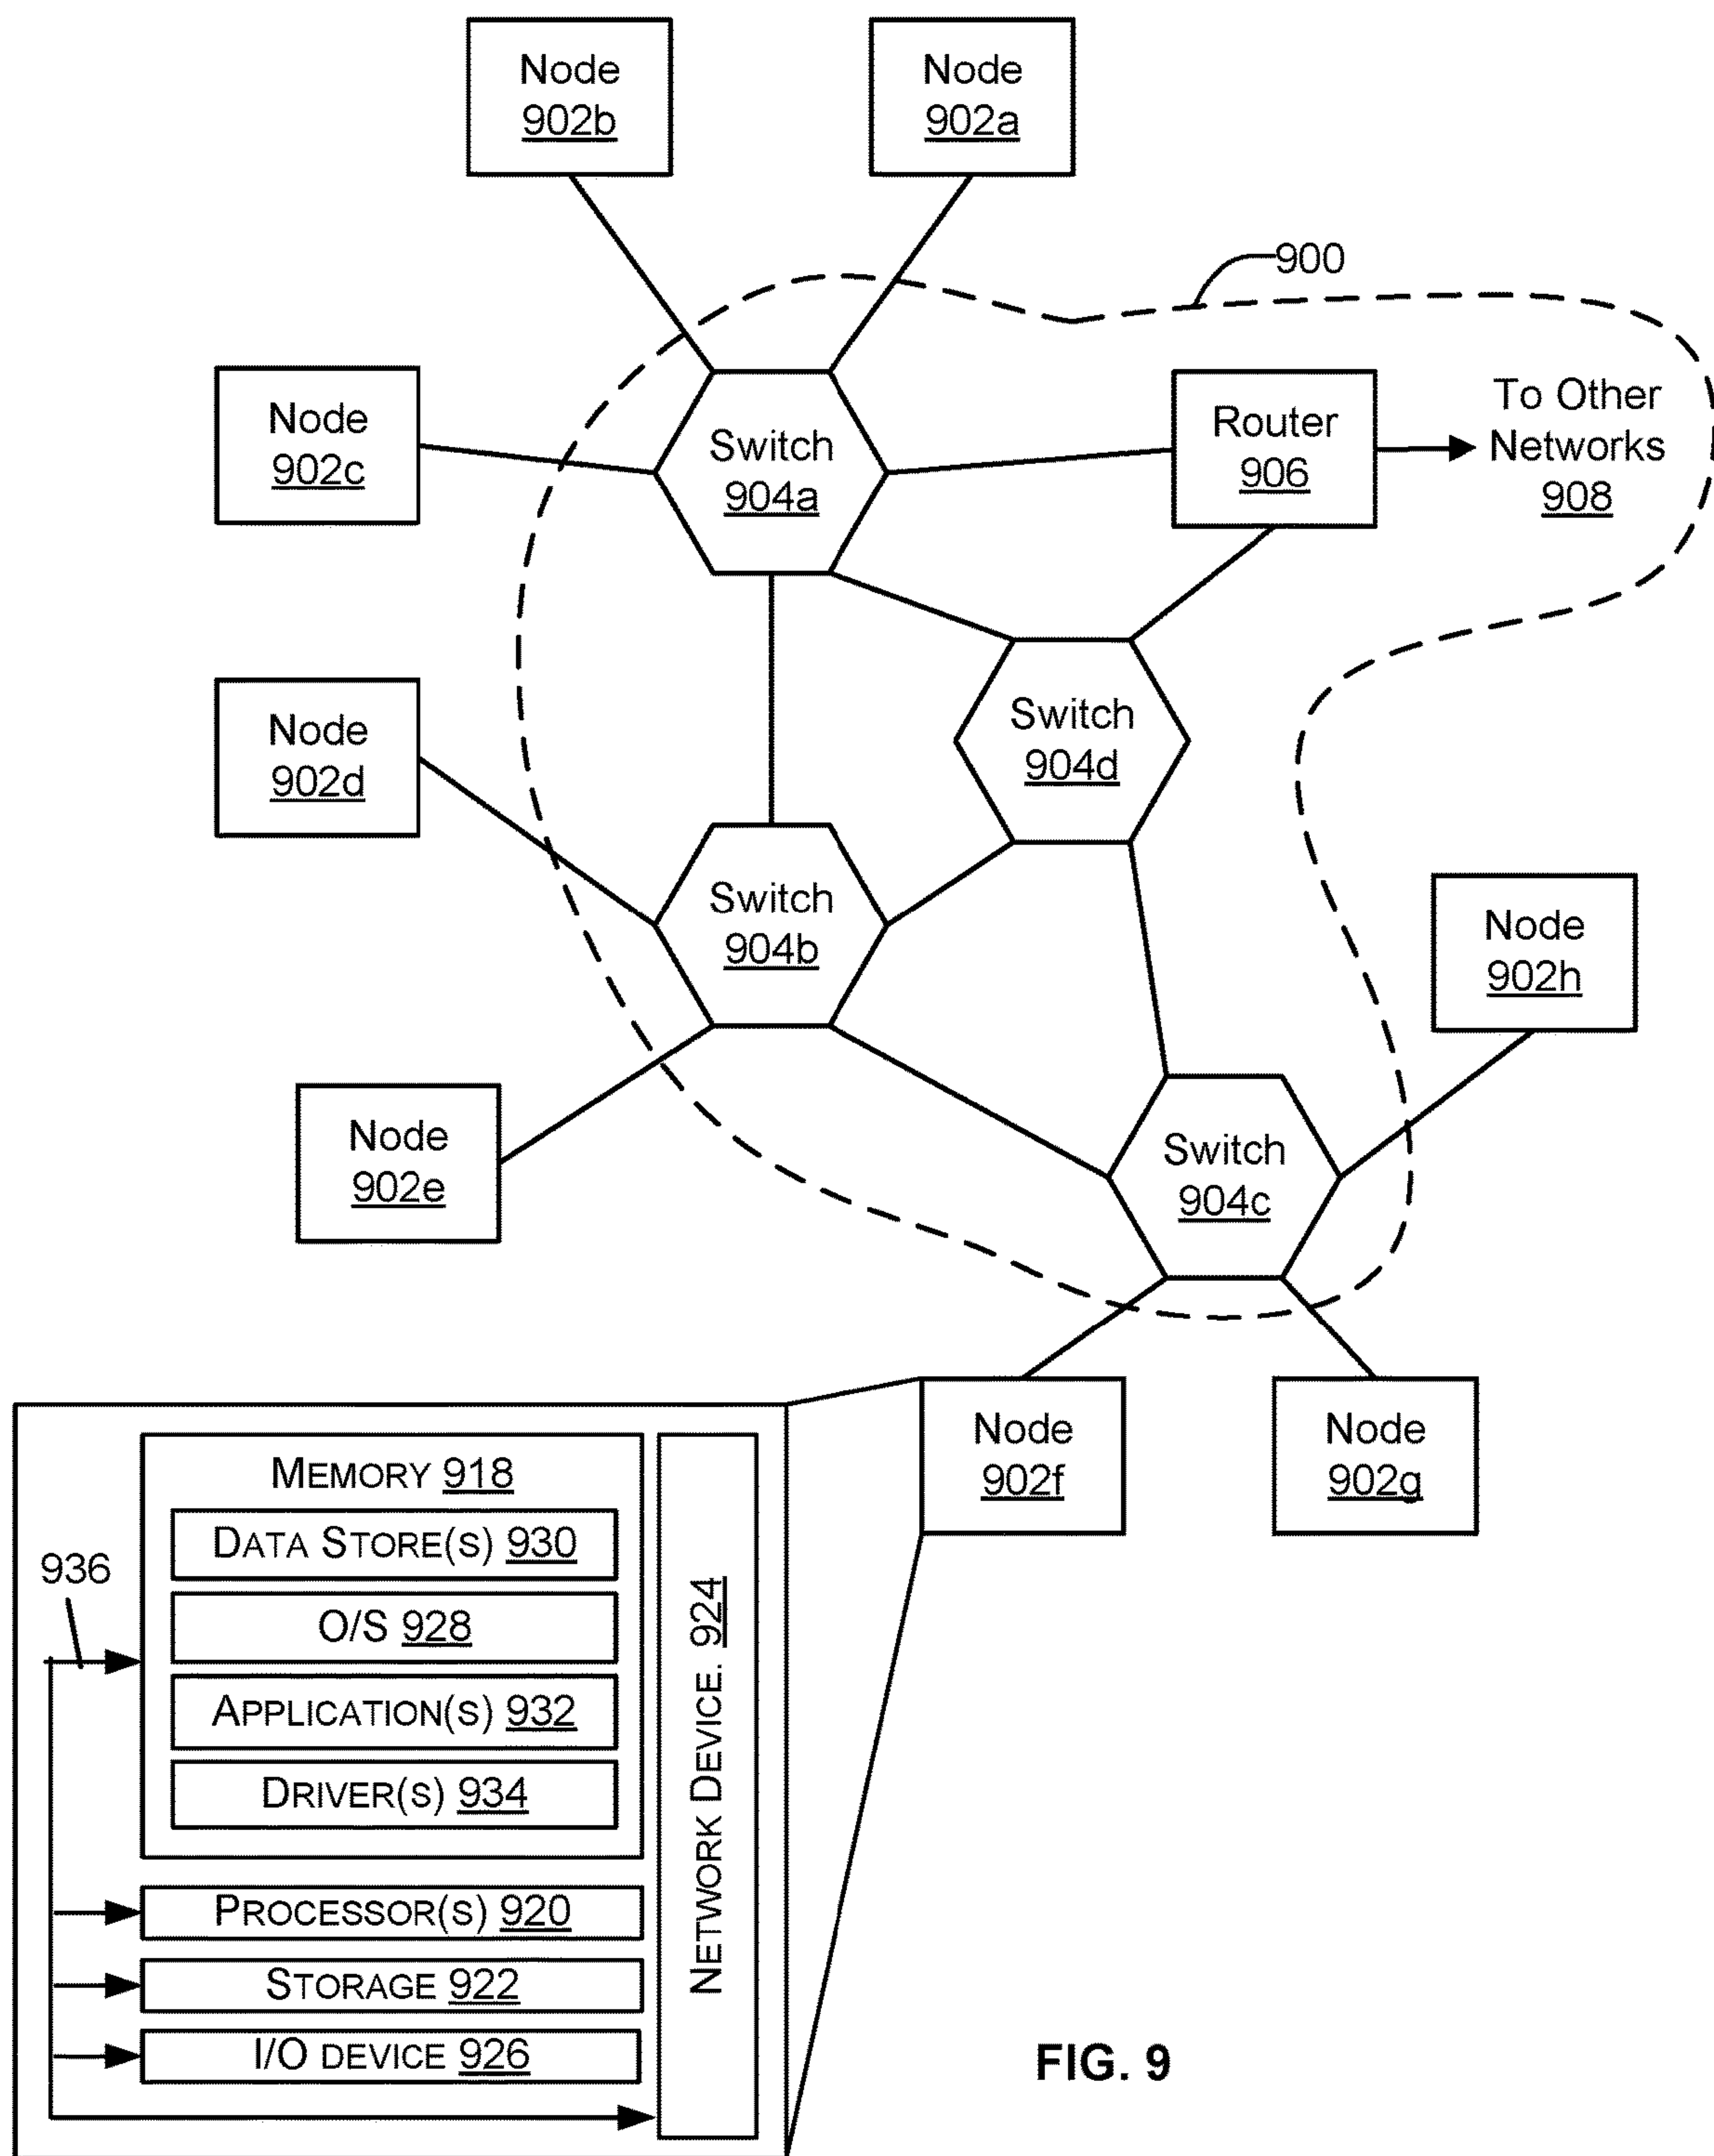 Node
902b
Node
902a
900
Node
902c
Switch
904a
Router
906
To Other
Networks
908
Node
902d
Switch
904d
Switch
904b
Node
902h
Node
902e
Switch
904c
Node
902f
Node
902g
MEMORY 918
DATA STORE(S) 930
936
O/S 928
APPLICATION(S) 932
DRIVER(S) 934
NETWORK DEVICE. 924
PROCESSOR(S) 920
STORAGE 922
I/O DEVICE 926
FIG. 9